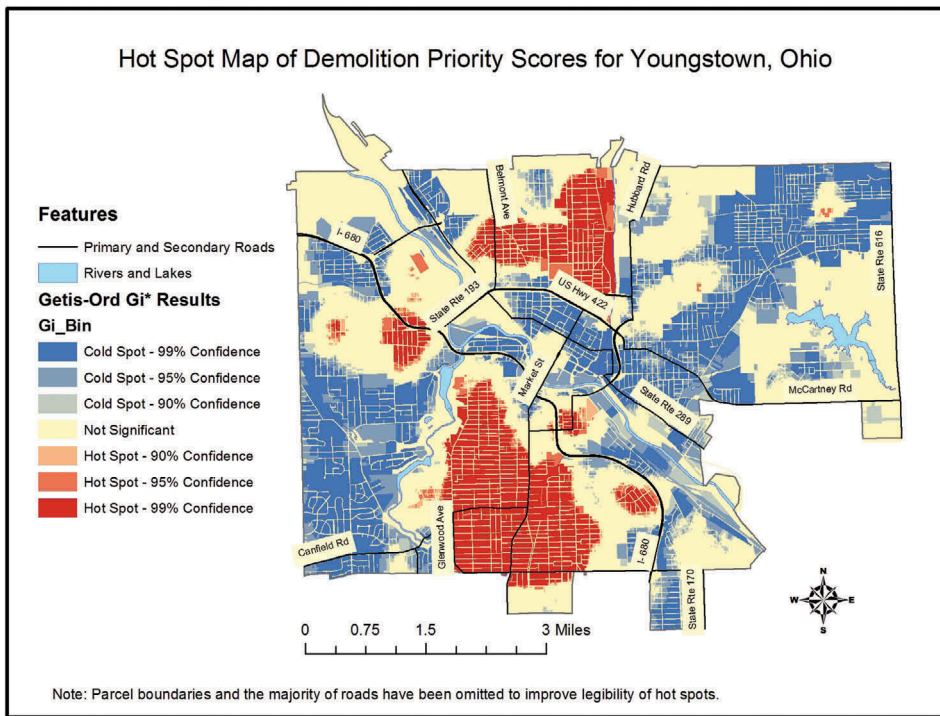 Hot Spot Map of Demolition Priority Scores for Youngstown, Ohio
Features
Primary and Secondary Roads
Rivers and Lakes
Getis-Ord Gi* Results
Gi_Bin
Cold Spot - 99% Confidence
Cold Spot - 95% Confidence
Cold Spot - 90% Confidence
Not Significant
Hot Spot - 90% Confidence
Hot Spot - 95% Confidence
Hot Spot - 99% Confidence
I- 680
Belmont Ave
Hubbard Rd
State Rte 616
State Rte 193
US Hwy 422
Market St
State Rte 289
McCartney Rd
Glenwood Ave
Canfield Rd
I- 680
State Rte 170
N
W
E
S
0 0.75 1.5 3 Miles
Note: Parcel boundaries and the majority of roads have been omitted to improve legibility of hot spots.